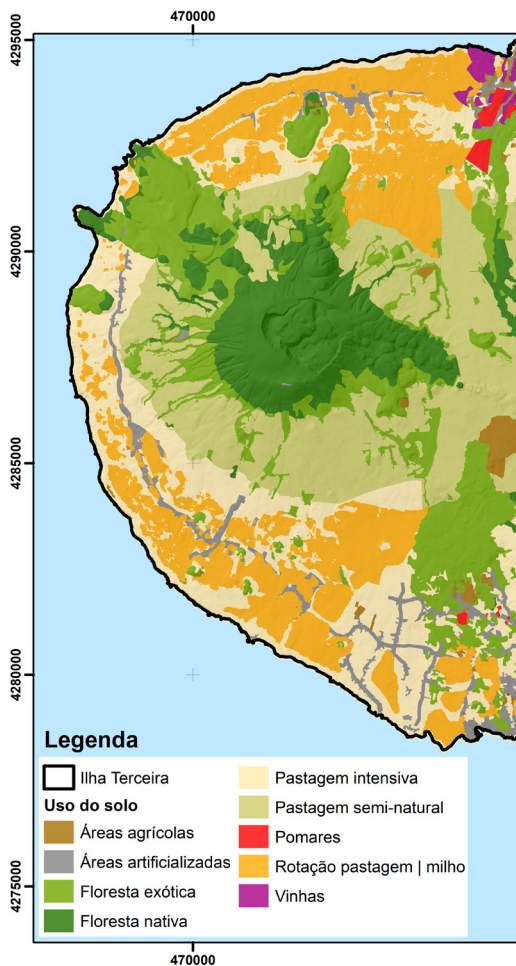 470000
4295000
4290000
4285000
4280000
4275000
Legenda
Ilha Terceira
Uso do solo
Áreas agrícolas
Áreas artificializadas
Floresta exótica
Floresta nativa
Pastagem intensiva
Pastagem semi-natural
Pomares
Rotação pastagem | milho
Vinhas
470000